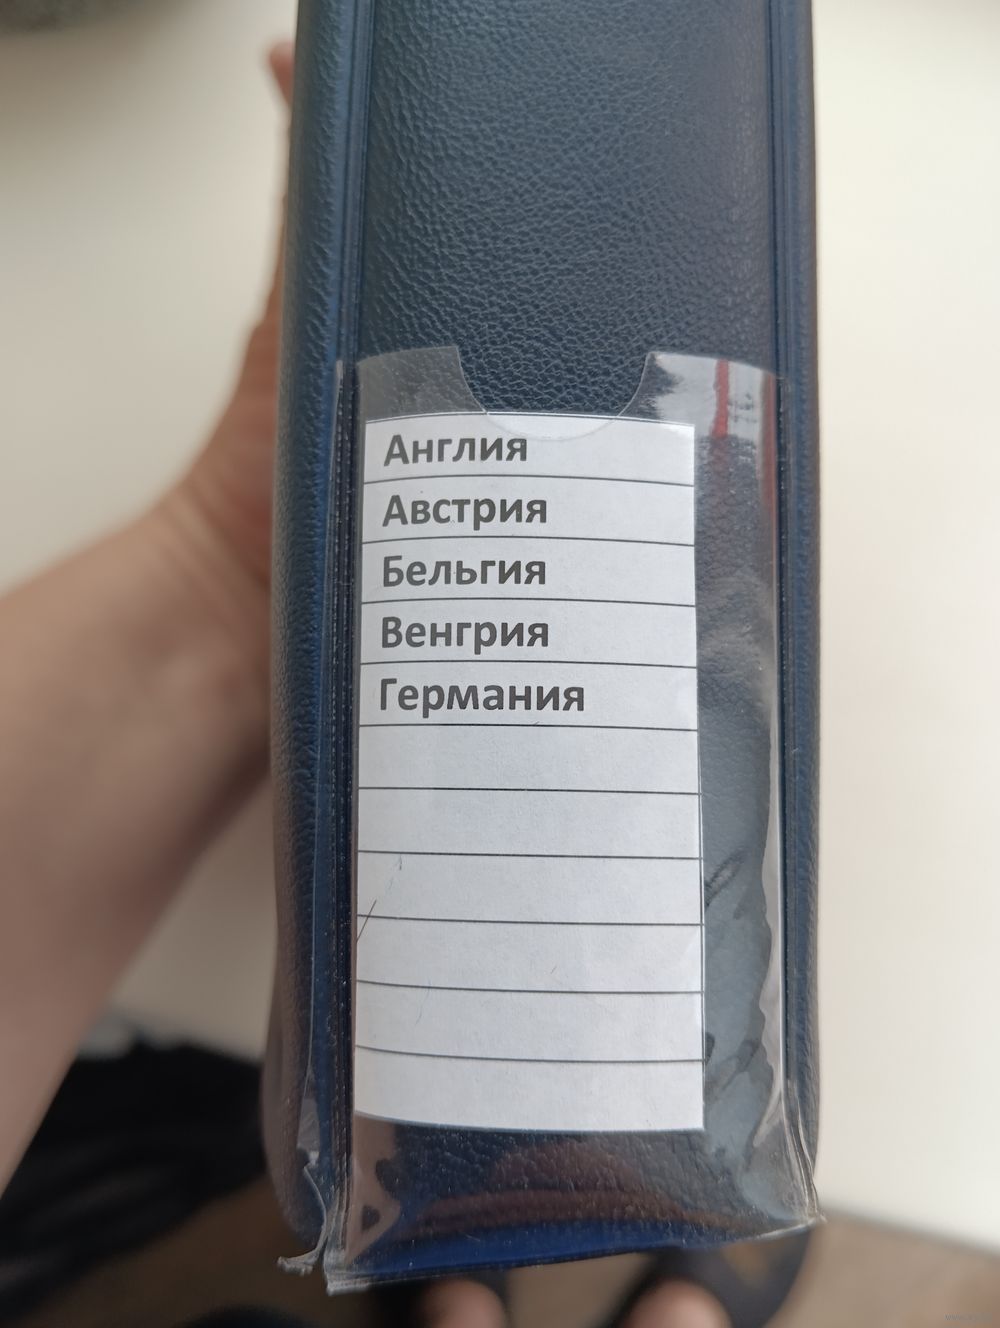 Англия
Австрия
Бельгия
Венгрия
Германия